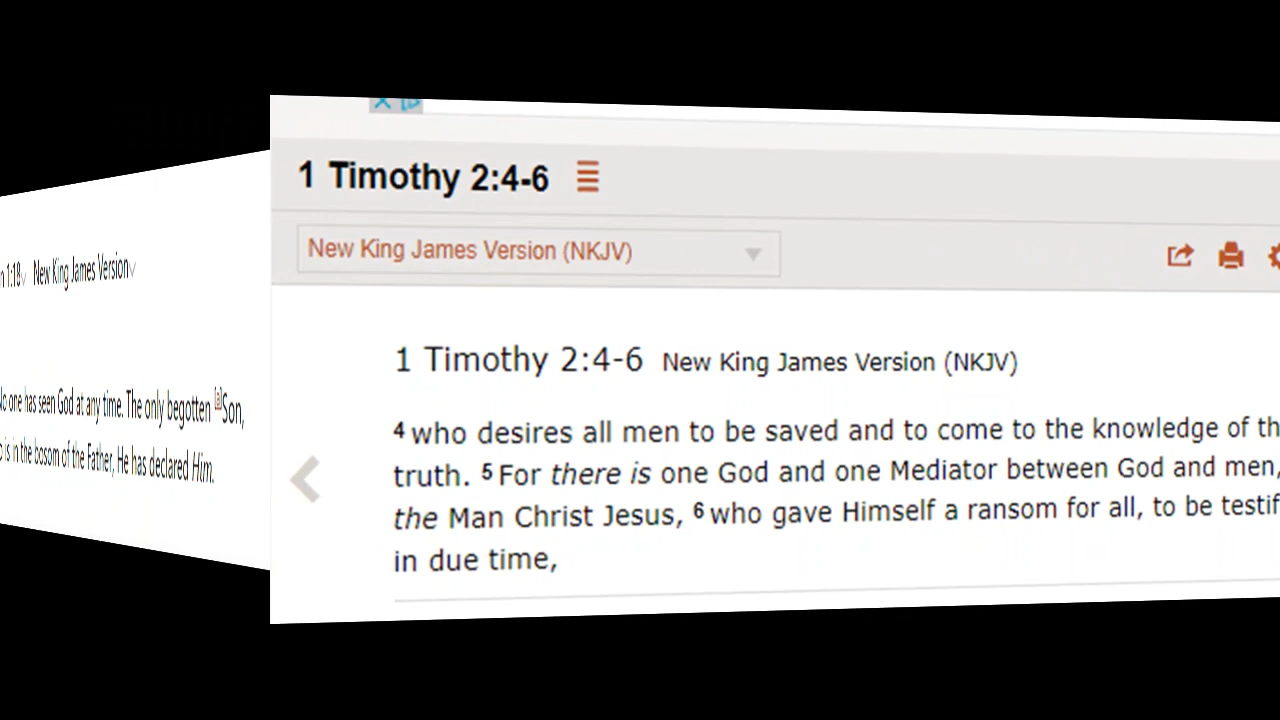 1:18 New King James Version
one has seen God at any time. The only begotten [a]Son,
is in the bosom of the Father, He has declared Him.
1 Timothy 2:4-6
New King James Version (NKJV)
1 Timothy 2:4-6 New King James Version (NKJV)
4 who desires all men to be saved and to come to the knowledge of th
truth. 5 For there is one God and one Mediator between God and men,
the Man Christ Jesus, 6 who gave Himself a ransom for all, to be testif
in due time,